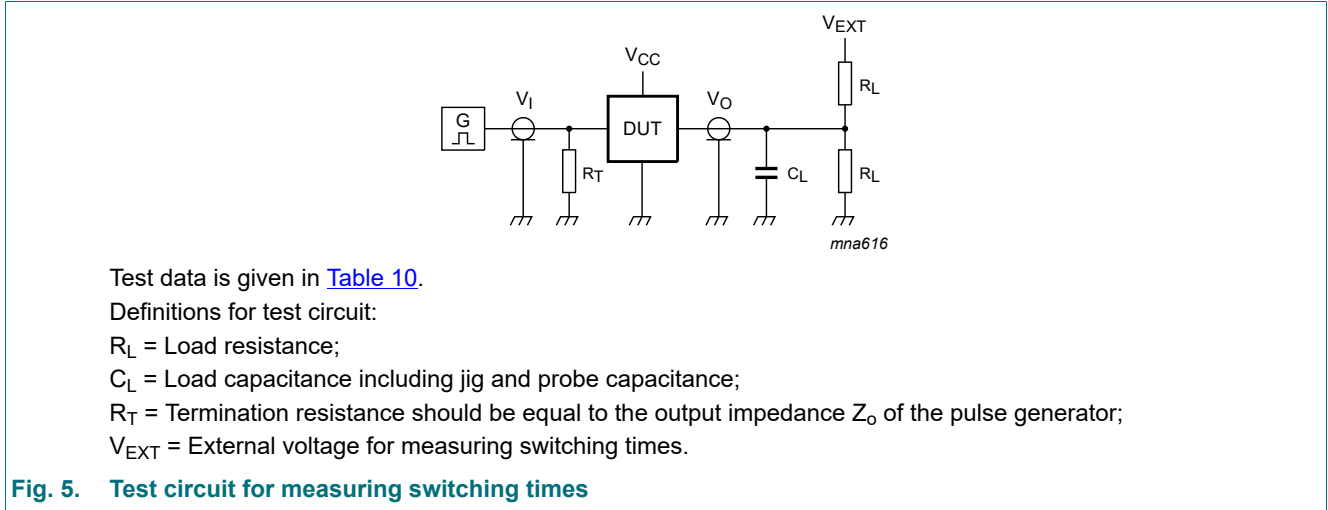 VEXT
RL
VCC
VI
VO
G
DUT
RT
CL
RL
mna616
Test data is given in Table 10.
Definitions for test circuit:
RL = Load resistance;
CL = Load capacitance including jig and probe capacitance;
RT = Termination resistance should be equal to the output impedance Zo of the pulse generator;
VEXT = External voltage for measuring switching times.
Fig. 5. Test circuit for measuring switching times